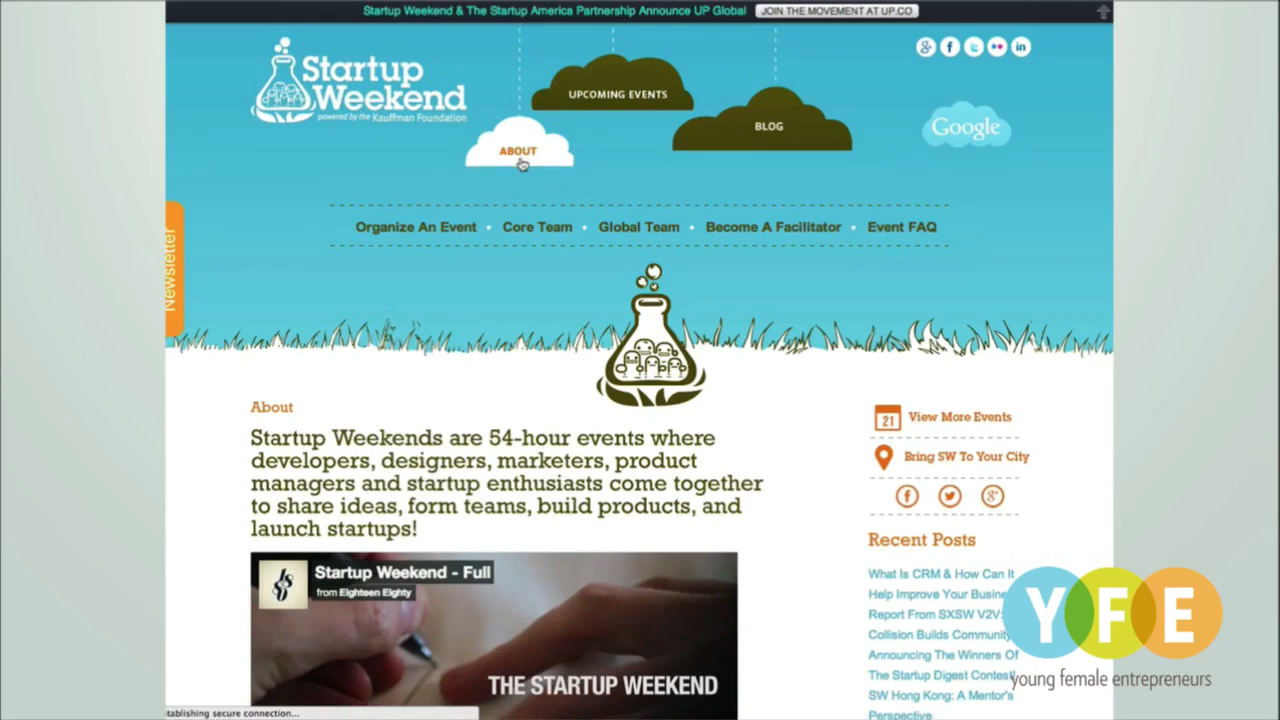 Startup Weekend & The Startup America Partnership Announce UP Global JOIN THE MOVEMENT AT UP.CO
Startup
Weekend
powered by the Kauffman Foundation
UPCOMING EVENTS
BLOG
ABOUT
Google
Newsletter
Organize An Event • Core Team • Global Team • Become A Facilitator • Event FAQ
About
Startup Weekends are 54-hour events where
developers, designers, marketers, product
managers and startup enthusiasts come together
to share ideas, form teams, build products, and
launch startups!
Startup Weekend - Full
from Eighteen Eighty
THE STARTUP WEEKEND
21 View More Events
Bring SW To Your City
Recent Posts
What Is CRM & How Can It
Help Improve Your Busine
Report From SXSW V2V:
Collision Builds Community
Announcing The Winners Of
The Startup Digest Contest
SW Hong Kong: A Mentor's
Perspective
YFE
young female entrepreneurs
tablishing secure connection...